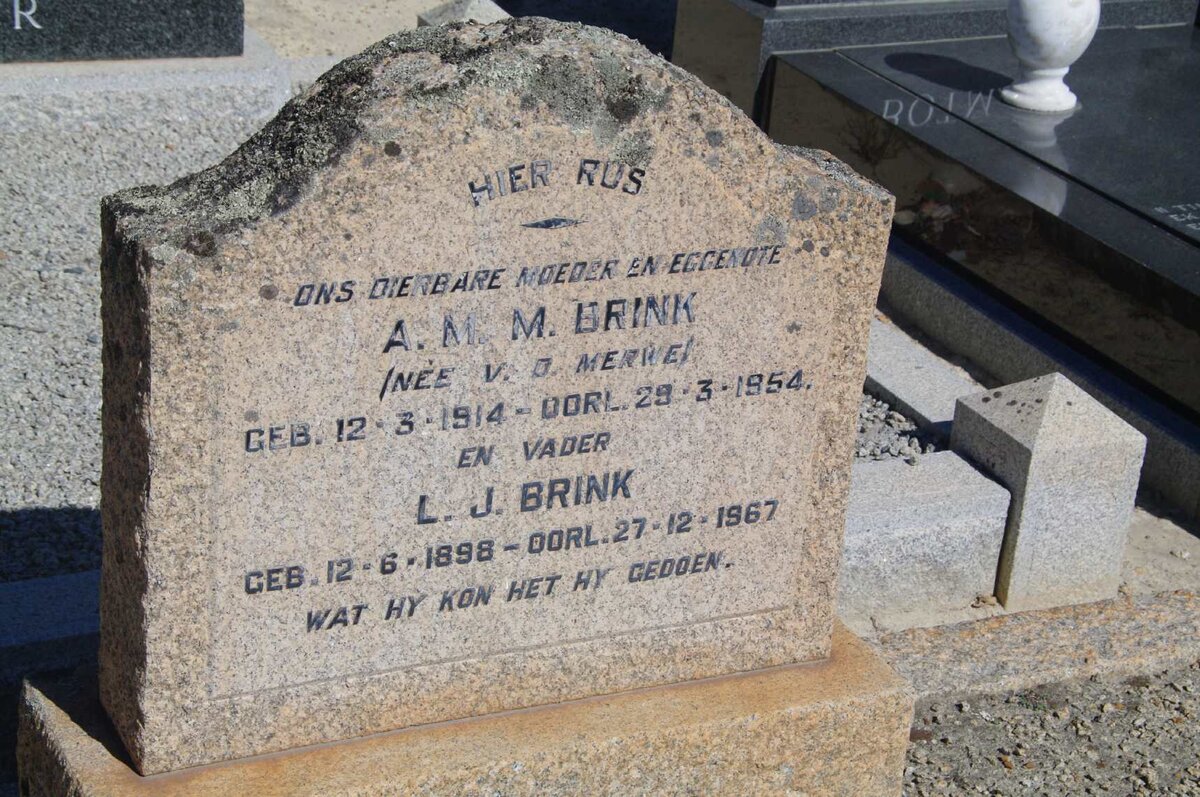 R
HIER RUS
ONS DIERBARE MOEDER EN EGGENOTE
A. M. M. BRINK
(NĒE V. D. MERWE)
GEB. 12-3-1914 - OORL. 29-3-1954.
EN VADER
L. J. BRINK
GEB. 12-6-1898 - OORL. 27-12-1967
WAT HY KON HET HY GEDOEN.